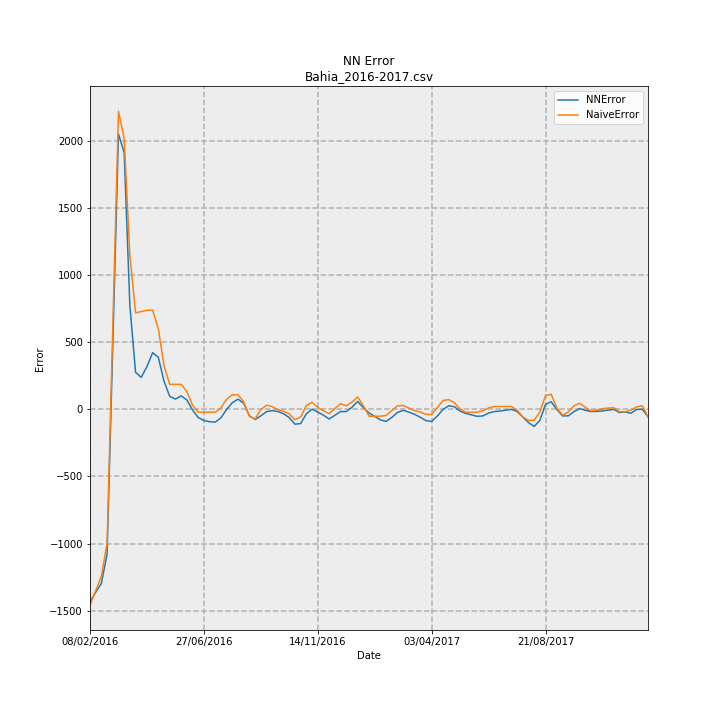 NN Error
Bahia_2016-2017.csv
NNError
NaiveError
2000
1500
1000
500
0
−500
−1000
−1500
Error
08/02/2016
27/06/2016
14/11/2016
03/04/2017
21/08/2017
Date